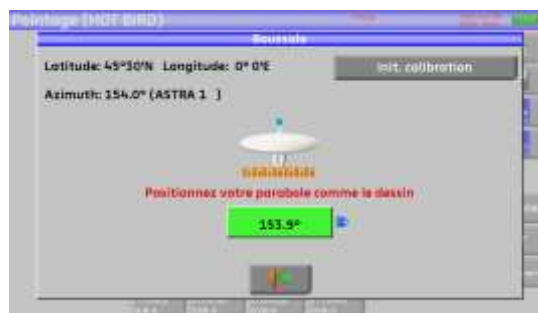 Pointage (HOT BIRD)
Boussole
Latitude: 45°30'N Longitude: 0° 0'E
Init. calibration
Azimuth: 154.0° (ASTRA 1 )
Positionnez votre parabole comme le dessin
153.9°